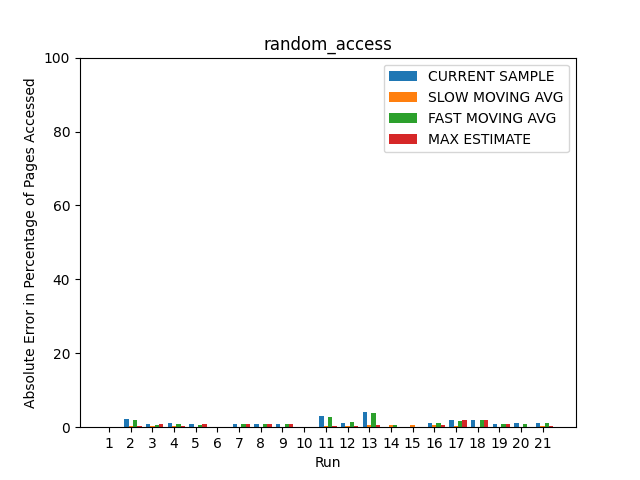 random_access
100
80
60
40
20
0
Absolute Error in Percentage of Pages Accessed
CURRENT SAMPLE
SLOW MOVING AVG
FAST MOVING AVG
MAX ESTIMATE
1 2 3 4 5 6 7 8 9 10 11 12 13 14 15 16 17 18 19 20 21
Run